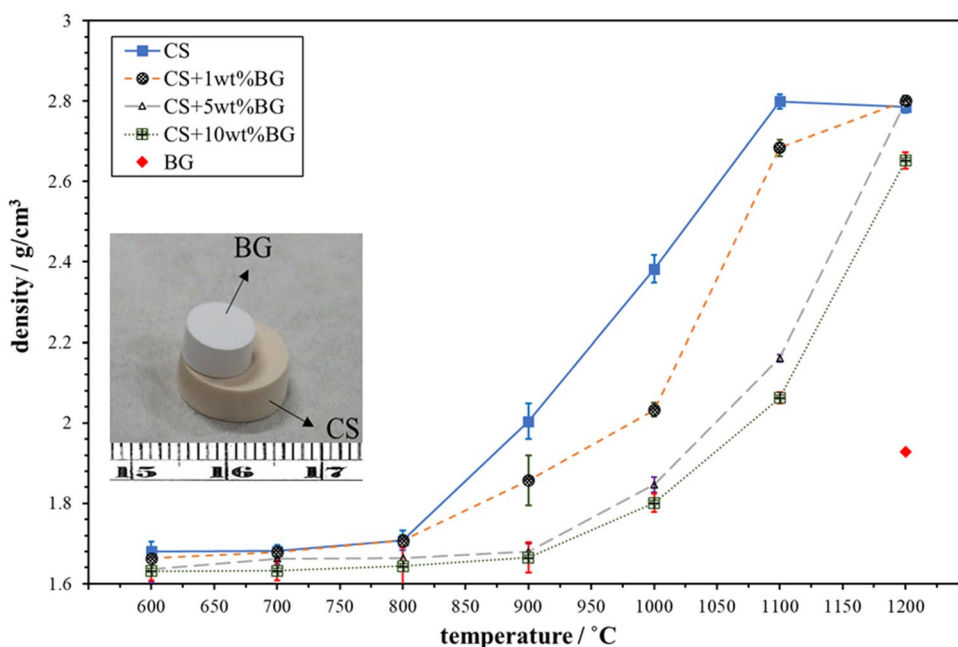 3
2.8
2.6
2.4
2.2
2
1.8
1.6
density / g/cm³
CS
CS+1wt%BG
CS+5wt%BG
CS+10wt%BG
BG
BG
CS
15 16 17
600 650 700 750 800 850 900 950 1000 1050 1100 1150 1200
temperature / ˚C